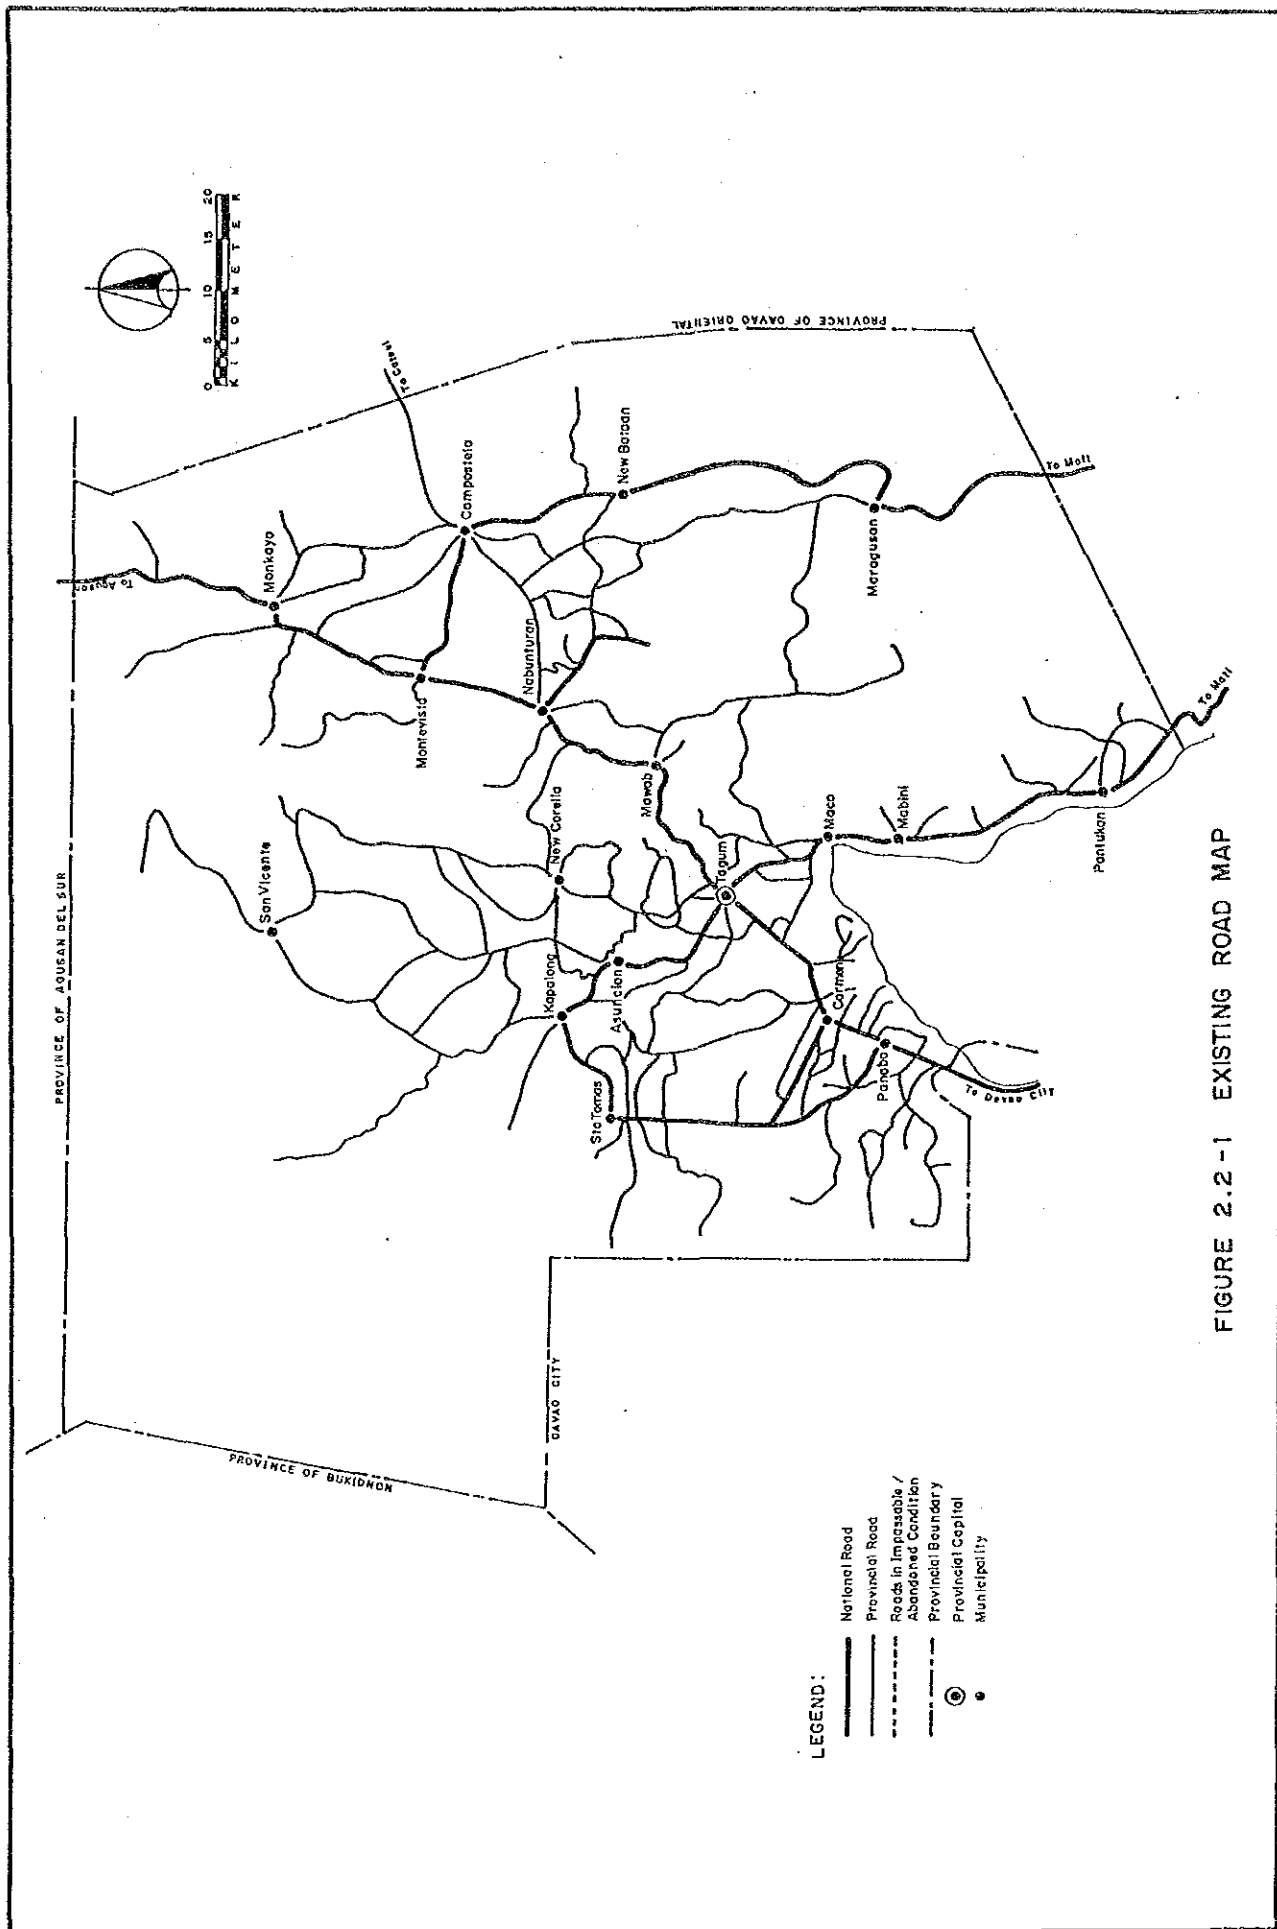 PROVINCE OF AGUSAN DEL SUR
0 5 10 15 20
KILOMETER
To Agusan
To Cateel
Monkayo
San Vicente
Compostela
Montevista
PROVINCE OF BUKIDNON
Nabunturan
New Corella
Kapalong
DAVAO CITY
Asuncion
New Bataan
Sto Tomas
Mawab
PROVINCE OF DAVAO ORIENTAL
Tagum
Maco
Carmen
Maragusan
Panabo
Mabini
To Davao City
To Mati
Pantukan
To Mati
LEGEND:
National Road
Provincial Road
Roads in Impassable /
Abandoned Condition
Provincial Boundary
Provincial Capital
Municipality
FIGURE 2.2-1 EXISTING ROAD MAP